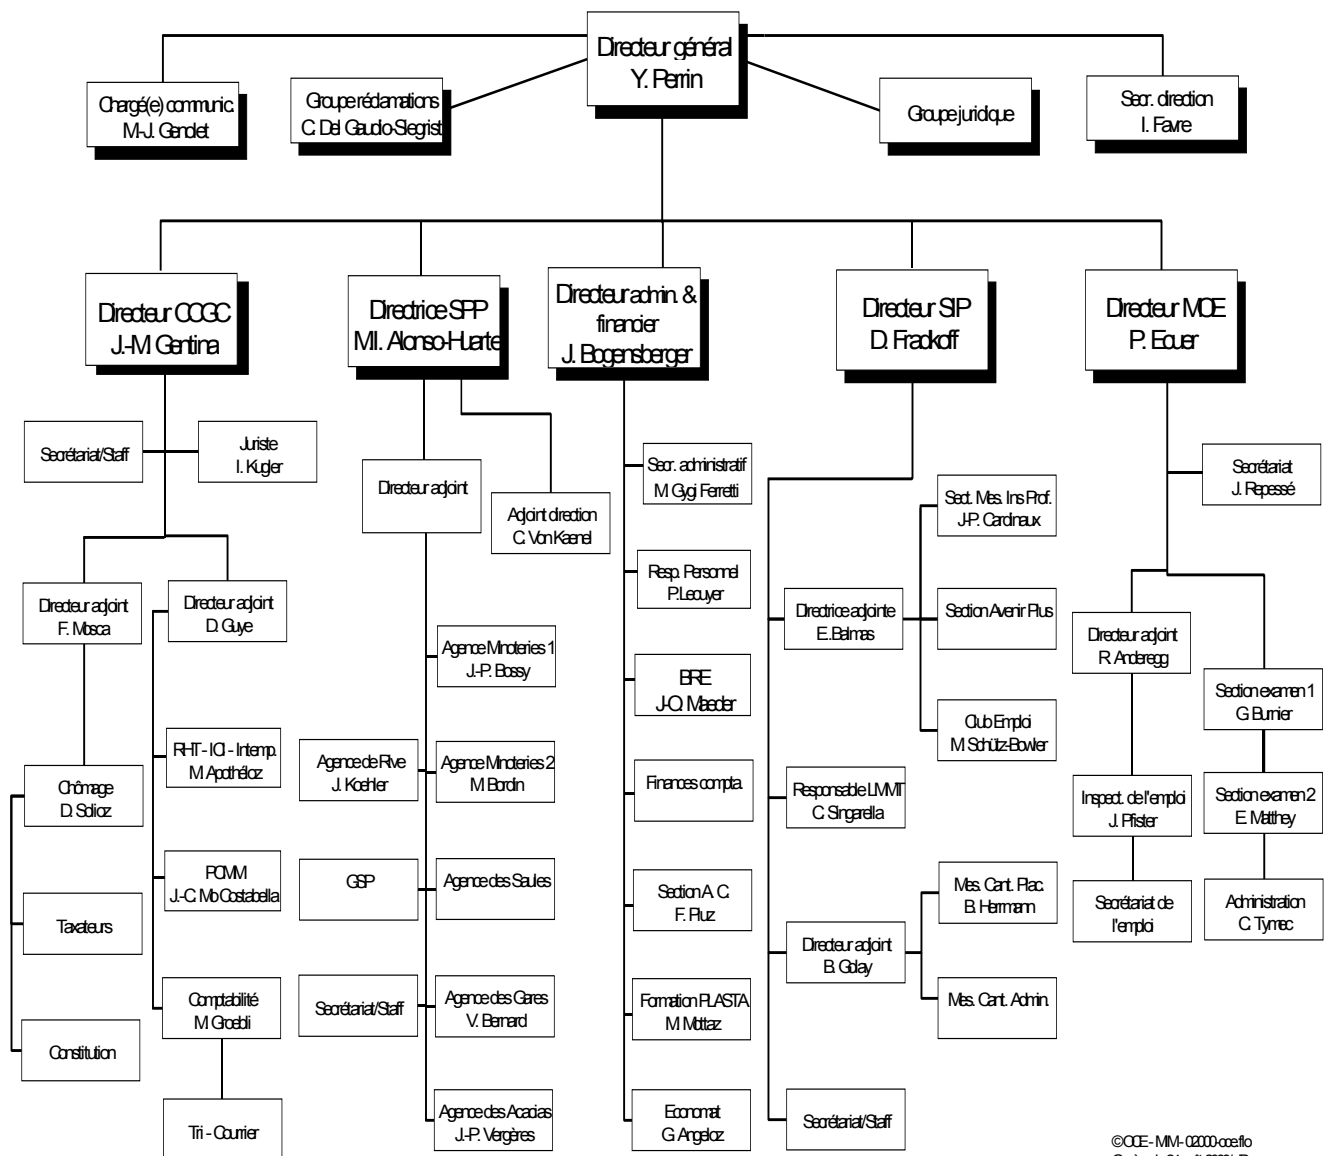 Directeur général
Y. Perrin
Chargé(e) communic.
M.-J. Genolet
Groupe réclamations
C. Del Gaudio-Siegrist
Groupe juridique
Secr. direction
I. Favre
Directeur CCGC
J.-M. Gentina
Directrice SPP
M.I. Alonso-Huarte
Directeur admin. &
financier
J. Bogensberger
Directeur SIP
D. Frackoff
Directeur MOE
P. Ecuer
Secrétariat/Staff
Juriste
I. Kugler
Directeur adjoint
F. Mosca
Directeur adjoint
D. Guye
Chômage
D. Solioz
RHT - ICI - Intemp.
M. Apothéloz
Taxateurs
PCMM
J.-C. Mo Costabella
Constitution
Comptabilité
M. Groebli
Tri - Courrier
Directeur adjoint
Adjoint direction
C. Von Kaenel
Agence Minoteries 1
J.-P. Bossy
Agence de Rive
J. Koehler
Agence Minoteries 2
M. Bordin
GSP
Agence des Saules
Secrétariat/Staff
Agence des Gares
V. Bernard
Agence des Acacias
J.-P. Vergères
Secr. administratif
M. Gygi Ferretti
Resp. Personnel
P.Lecuyer
BRE
J.-O. Maeder
Finances compta.
Section A. C.
F. Pluz
Formation PLASTA
M. Mottaz
Economat
G. Angeloz
Directrice adjointe
E. Balmas
Sect. Mes. Ins Prof.
J.-P. Cardinaux
Section Avenir Plus
Club Emploi
M. Schütz-Bowler
Responsable LMMT
C. Singarella
Directeur adjoint
B. Golay
Mes. Cant. Plac.
B. Herrmann
Mes. Cant. Admin.
Secrétariat/Staff
Secrétariat
J. Repessé
Directeur adjoint
R. Anderegg
Section examen 1
G. Burnier
Inspect. de l'emploi
J. Pfister
Section examen 2
E. Matthey
Secrétariat de
l'emploi
Administration
C. Tymec
©OCE - MM - 02000-oce.flo